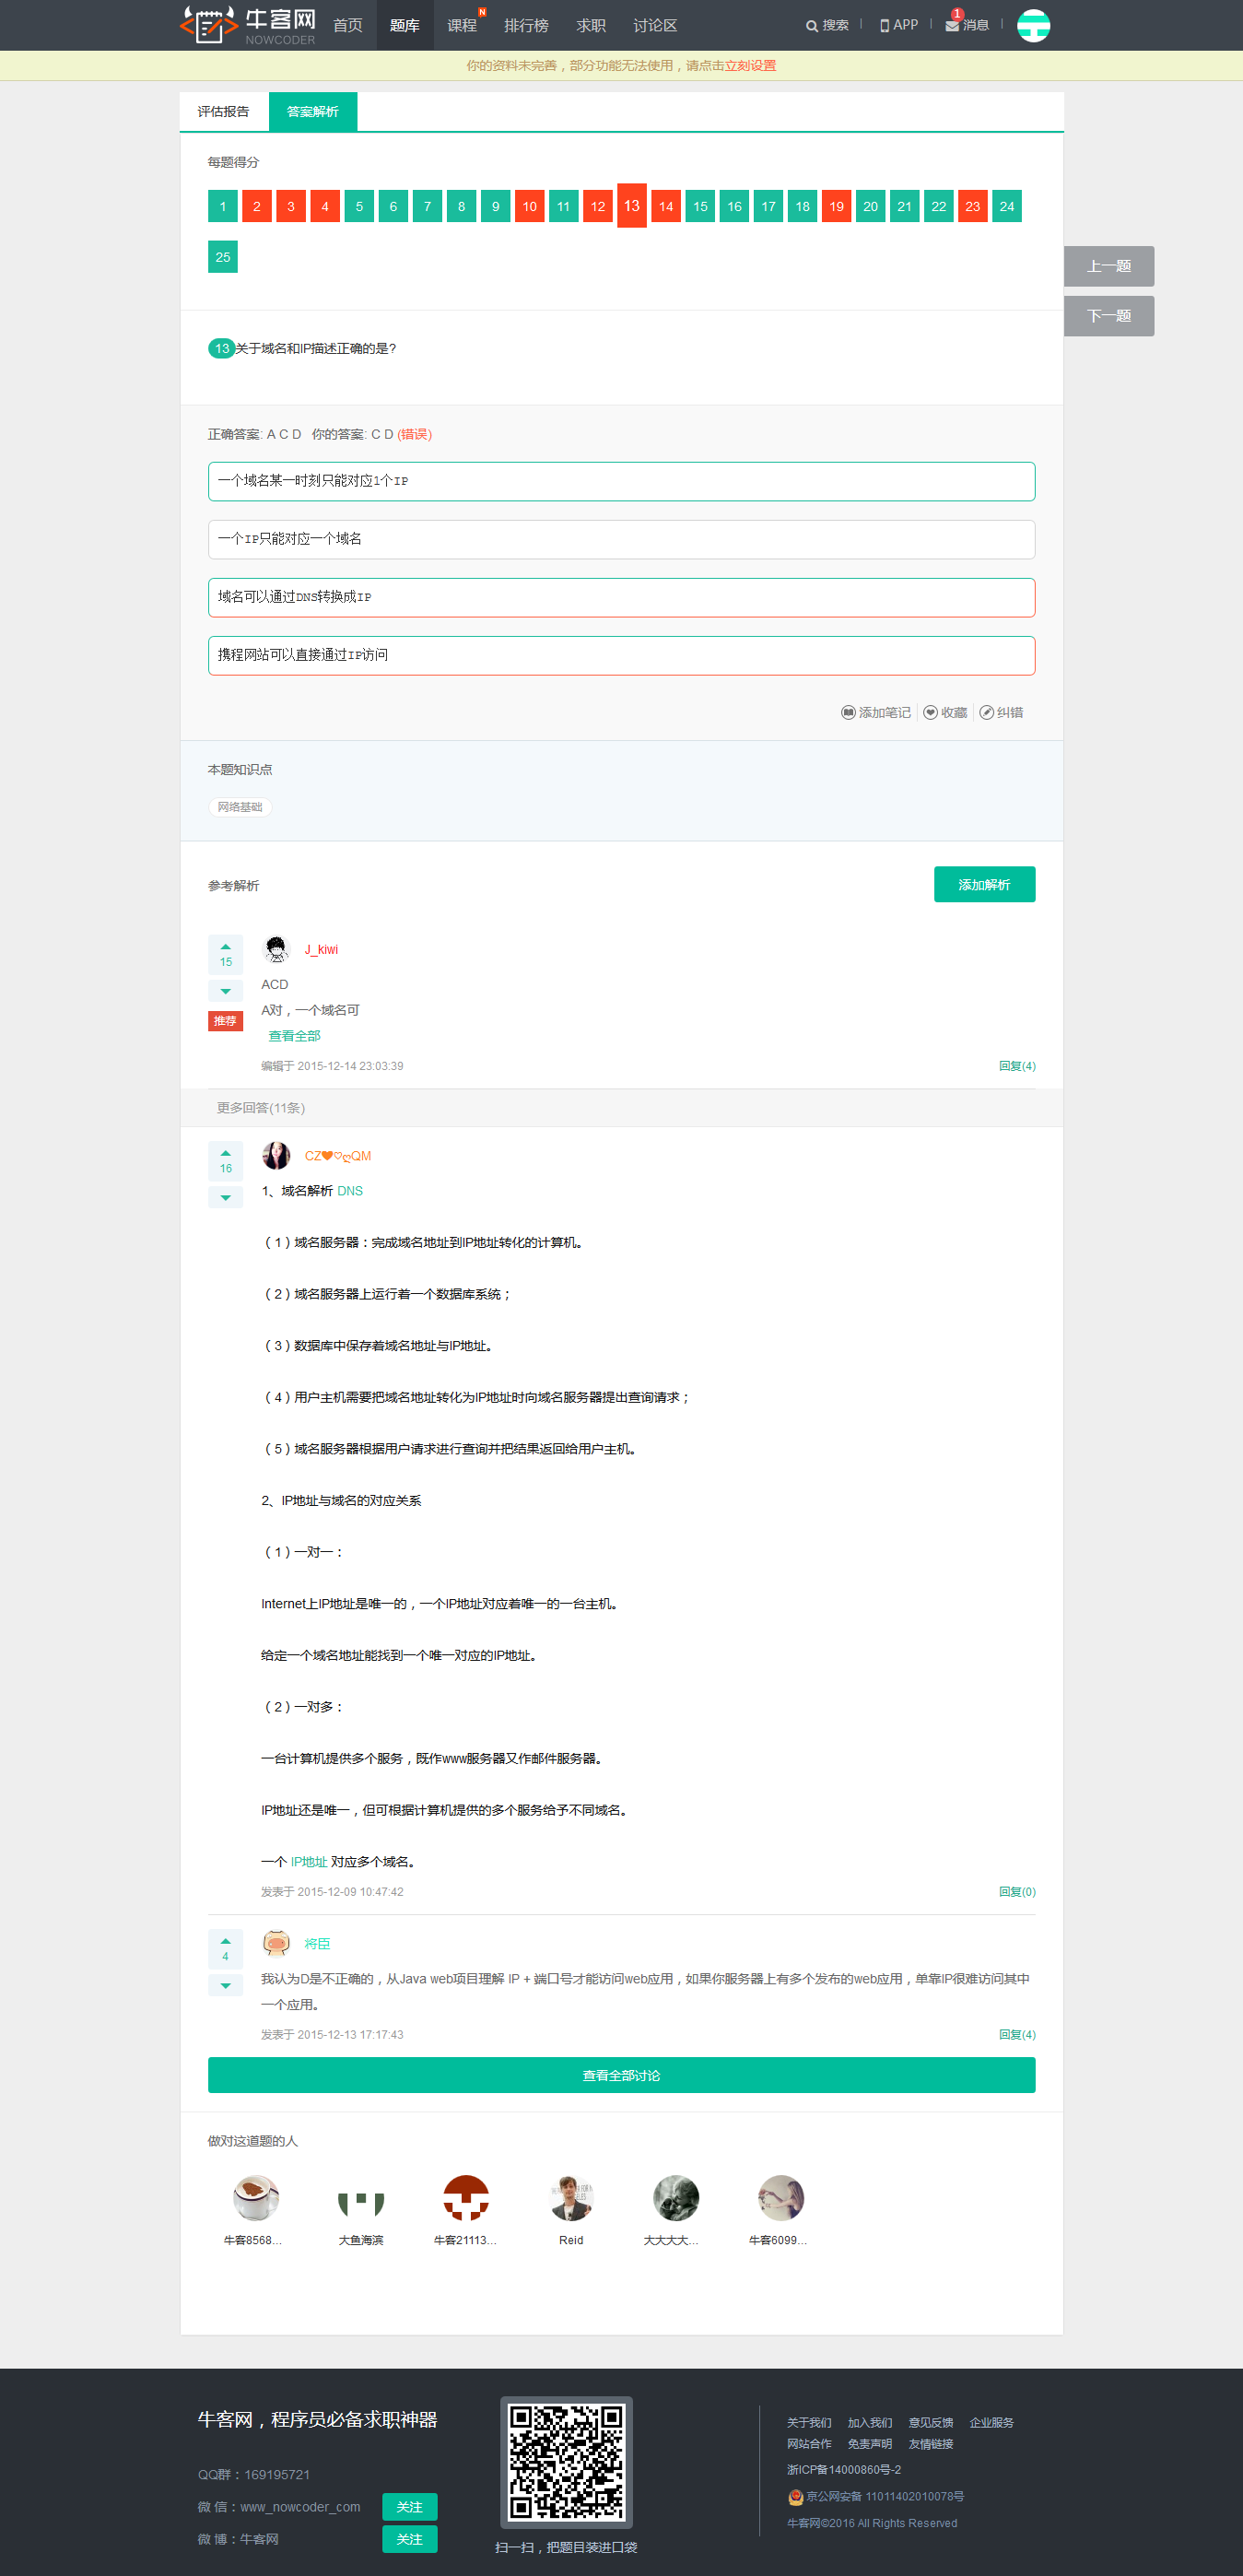 牛客网
NOWCODER
首页 题库 课程 N 排行榜 求职 讨论区 搜索 APP 消息 1
你的资料未完善，部分功能无法使用，请点击立刻设置
评估报告 答案解析
每题得分
1 2 3 4 5 6 7 8 9 10 11 12 13 14 15 16 17 18 19 20 21 22 23 24
25
上一题
下一题
13 关于域名和IP描述正确的是?
正确答案: A C D 你的答案: C D (错误)
一个域名某一时刻只能对应1个IP
一个IP只能对应一个域名
域名可以通过DNS转换成IP
携程网站可以直接通过IP访问
添加笔记 收藏 纠错
本题知识点
网络基础
参考解析 添加解析
15
J_kiwi
ACD
A对，一个域名可
推荐
查看全部
编辑于 2015-12-14 23:03:39 回复(4)
更多回答(11条)
16
CZ❤♡ღQM
1、域名解析 DNS
（1）域名服务器：完成域名地址到IP地址转化的计算机。
（2）域名服务器上运行着一个数据库系统；
（3）数据库中保存着域名地址与IP地址。
（4）用户主机需要把域名地址转化为IP地址时向域名服务器提出查询请求；
（5）域名服务器根据用户请求进行查询并把结果返回给用户主机。
2、IP地址与域名的对应关系
（1）一对一：
Internet上IP地址是唯一的，一个IP地址对应着唯一的一台主机。
给定一个域名地址能找到一个唯一对应的IP地址。
（2）一对多：
一台计算机提供多个服务，既作www服务器又作邮件服务器。
IP地址还是唯一，但可根据计算机提供的多个服务给予不同域名。
一个 IP地址 对应多个域名。
发表于 2015-12-09 10:47:42 回复(0)
4
将臣
我认为D是不正确的，从Java web项目理解 IP + 端口号才能访问web应用，如果你服务器上有多个发布的web应用，单靠IP很难访问其中
一个应用。
发表于 2015-12-13 17:17:43 回复(4)
查看全部讨论
做对这道题的人
牛客8568... 大鱼海滨 牛客21113... Reid 大大大大... 牛客6099...
牛客网，程序员必备求职神器
QQ群：169195721
微 信：www_nowcoder_com 关注
微 博：牛客网 关注
扫一扫，把题目装进口袋
关于我们 加入我们 意见反馈 企业服务
网站合作 免责声明 友情链接
浙ICP备14000860号-2
京公网安备 11011402010078号
牛客网©2016 All Rights Reserved